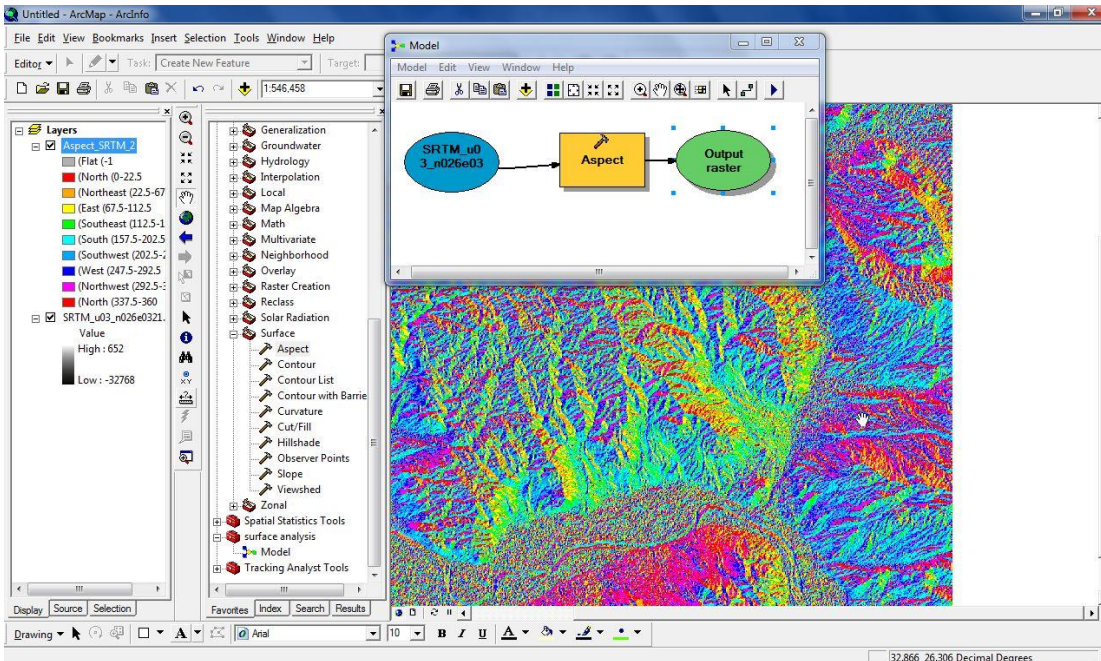 Untitled - ArcMap - ArcInfo
File Edit View Bookmarks Insert Selection Tools Window Help
Editor Task: Create New Feature Target:
1:546,458
Layers
Aspect_SRTM_2
(Flat (-1
(North (0-22.5
(Northeast (22.5-67
(East (67.5-112.5
(Southeast (112.5-1
(South (157.5-202.5
(Southwest (202.5-2
(West (247.5-292.5
(Northwest (292.5-3
(North (337.5-360
SRTM_u03_n026e0321.
Value
High : 652
Low : -32768
Display Source Selection
Generalization
Groundwater
Hydrology
Interpolation
Local
Map Algebra
Math
Multivariate
Neighborhood
Overlay
Raster Creation
Reclass
Solar Radiation
Surface
Aspect
Contour
Contour List
Contour with Barrie
Curvature
Cut/Fill
Hillshade
Observer Points
Slope
Viewshed
Zonal
Spatial Statistics Tools
surface analysis
Model
Tracking Analyst Tools
Favorites Index Search Results
Model
Model Edit View Window Help
SRTM_u0
3_n026e03
Aspect
Output
raster
Drawing A Arial 10 B I U A
32.866 26.306 Decimal Degrees